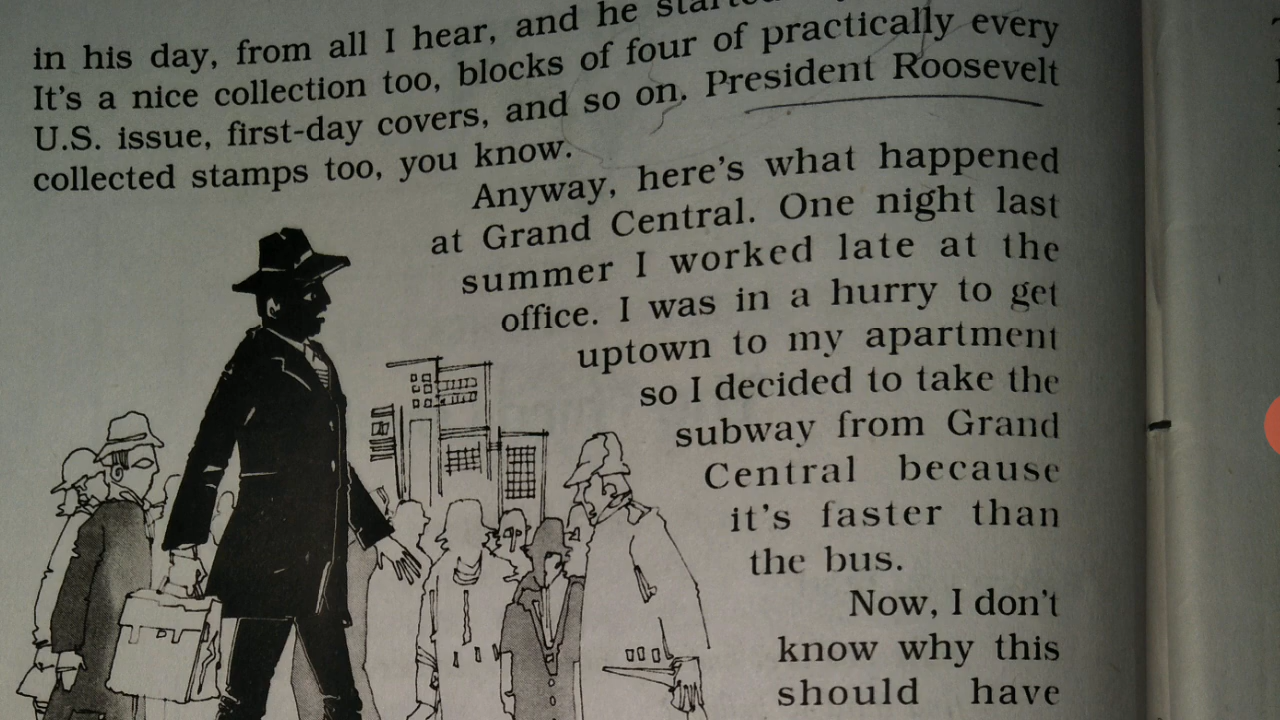 in his day, from all I hear, and he started
It's a nice collection too, blocks of four of practically every
U.S. issue, first-day covers, and so on. President Roosevelt
collected stamps too, you know.
Anyway, here's what happened
at Grand Central. One night last
summer I worked late at the
office. I was in a hurry to get
uptown to my apartment
so I decided to take the
subway from Grand
Central because
it's faster than
the bus.
Now, I don't
know why this
should have